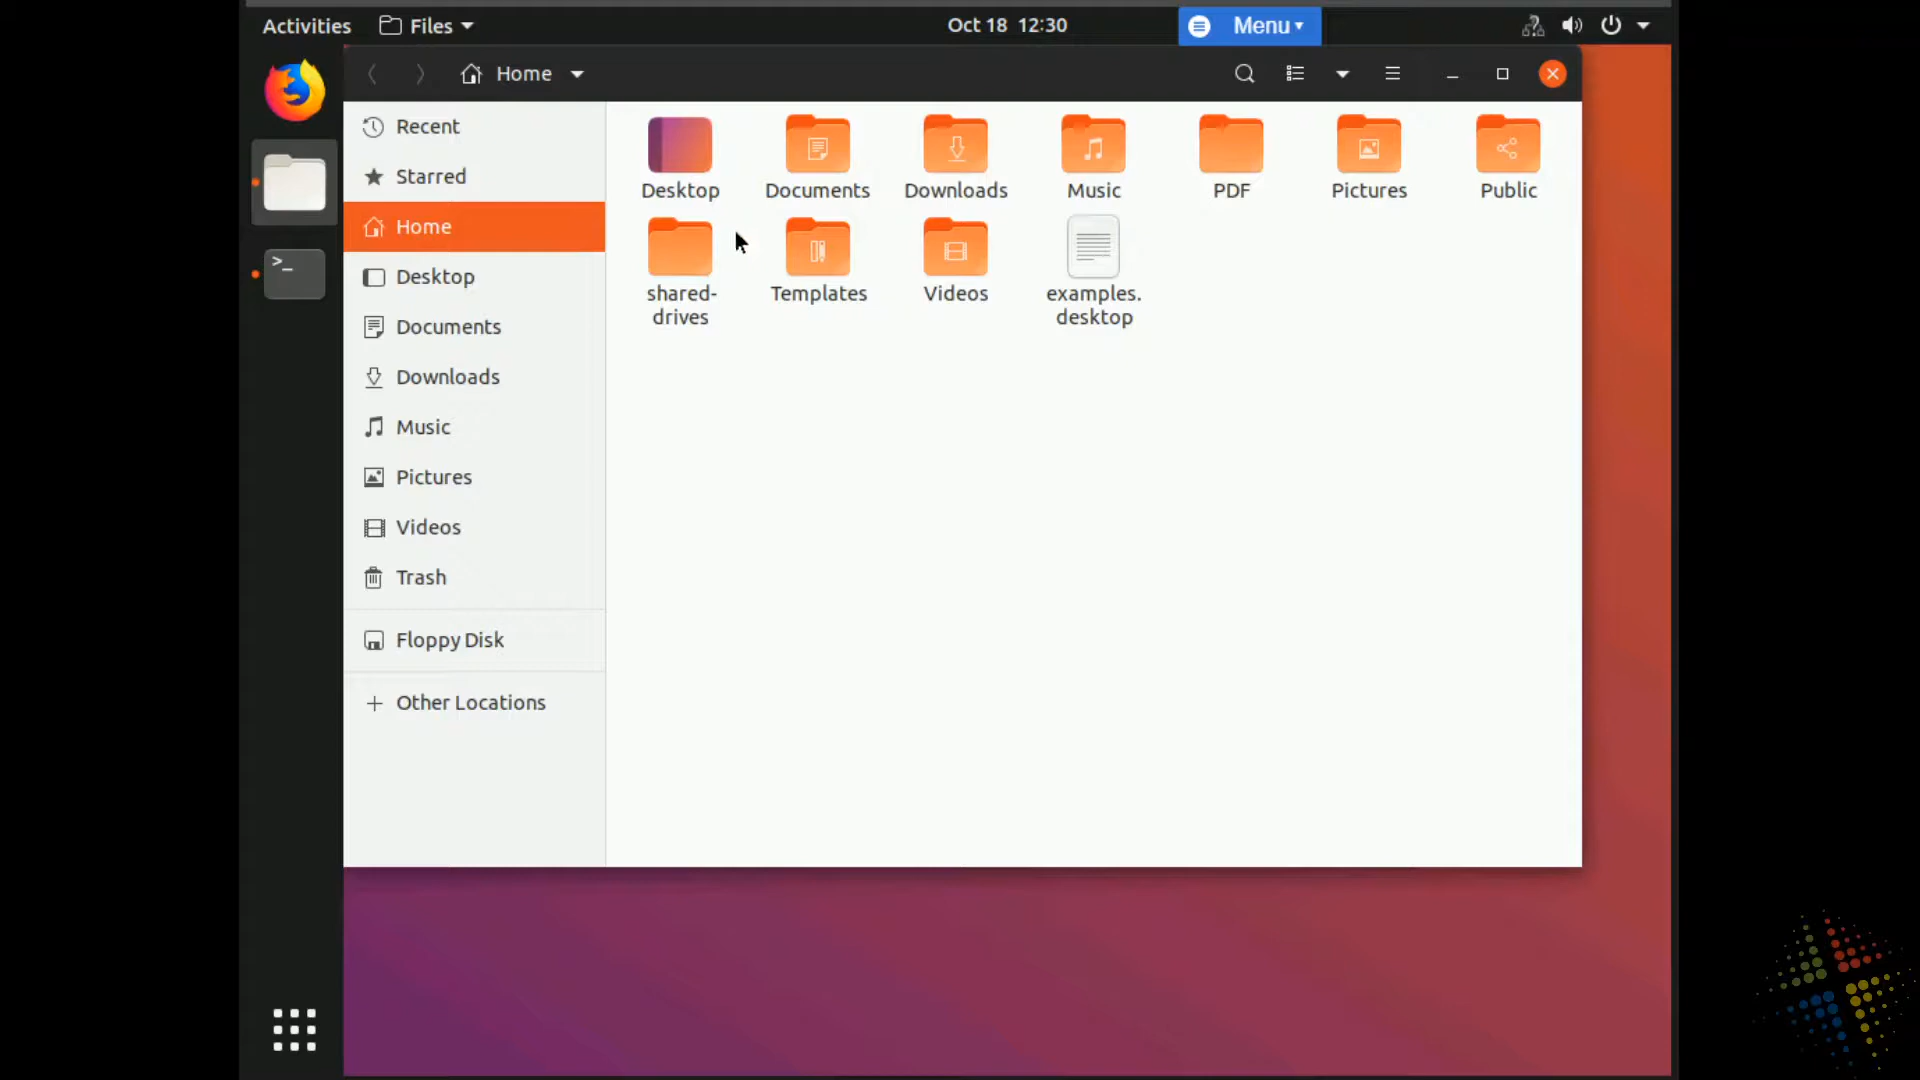 Activities
Files
Oct 18 12:30
Menu
Home
Recent
Starred
Home
Desktop
Documents
Downloads
Music
Pictures
Videos
Trash
Floppy Disk
Other Locations
Desktop
Documents
Downloads
Music
PDF
Pictures
Public
shared-
drives
Templates
Videos
examples.
desktop
>_